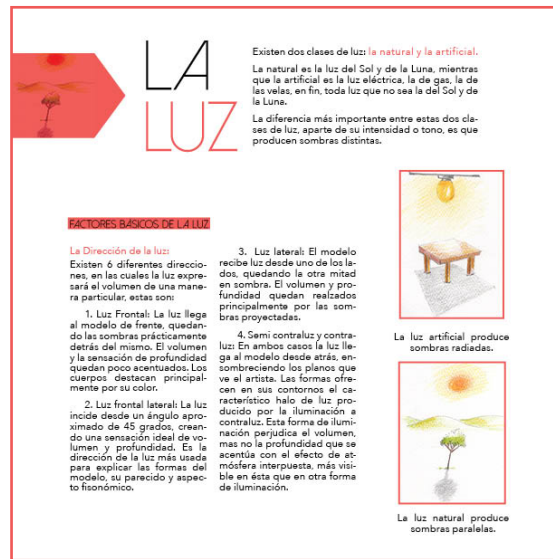 LA
LUZ
Existen dos clases de luz: la natural y la artificial.
La natural es la luz del Sol y de la Luna, mientras
que la artificial es la luz eléctrica, la de gas, la de
las velas, en fin, toda luz que no sea la del Sol y de
la Luna.
La diferencia más importante entre estas dos cla-
ses de luz, aparte de su intensidad o tono, es que
producen sombras distintas.
FACTORES BÁSICOS DE LA LUZ
La Dirección de la luz:
Existen 6 diferentes direccio-
nes, en las cuales la luz expre-
sará el volumen de una mane-
ra particular, estas son:
1. Luz Frontal: La luz llega
al modelo de frente, quedan-
do las sombras prácticamente
detrás del mismo. El volumen
y la sensación de profundidad
quedan poco acentuados. Los
cuerpos destacan principal-
mente por su color.
2. Luz frontal lateral: La luz
incide desde un ángulo apro-
ximado de 45 grados, crean-
do una sensación ideal de vo-
lumen y profundidad. Es la
dirección de la luz más usada
para explicar las formas del
modelo, su parecido y aspec-
to fisonómico.
3. Luz lateral: El modelo
recibe luz desde uno de los la-
dos, quedando la otra mitad
en sombra. El volumen y pro-
fundidad quedan realzados
principalmente por las som-
bras proyectadas.
4. Semi contraluz y contra-
luz: En ambos casos la luz lle-
ga al modelo desde atrás, en-
sombreciendo los planos que
ve el artista. Las formas ofre-
cen en sus contornos el ca-
racterístico halo de luz pro-
ducido por la iluminación a
contraluz. Esta forma de ilumi-
nación perjudica el volumen,
mas no la profundidad que se
acentúa con el efecto de at-
mósfera interpuesta, más visi-
ble en ésta que en otra forma
de iluminación.
La luz artificial produce
sombras radiadas.
La luz natural produce
sombras paralelas.